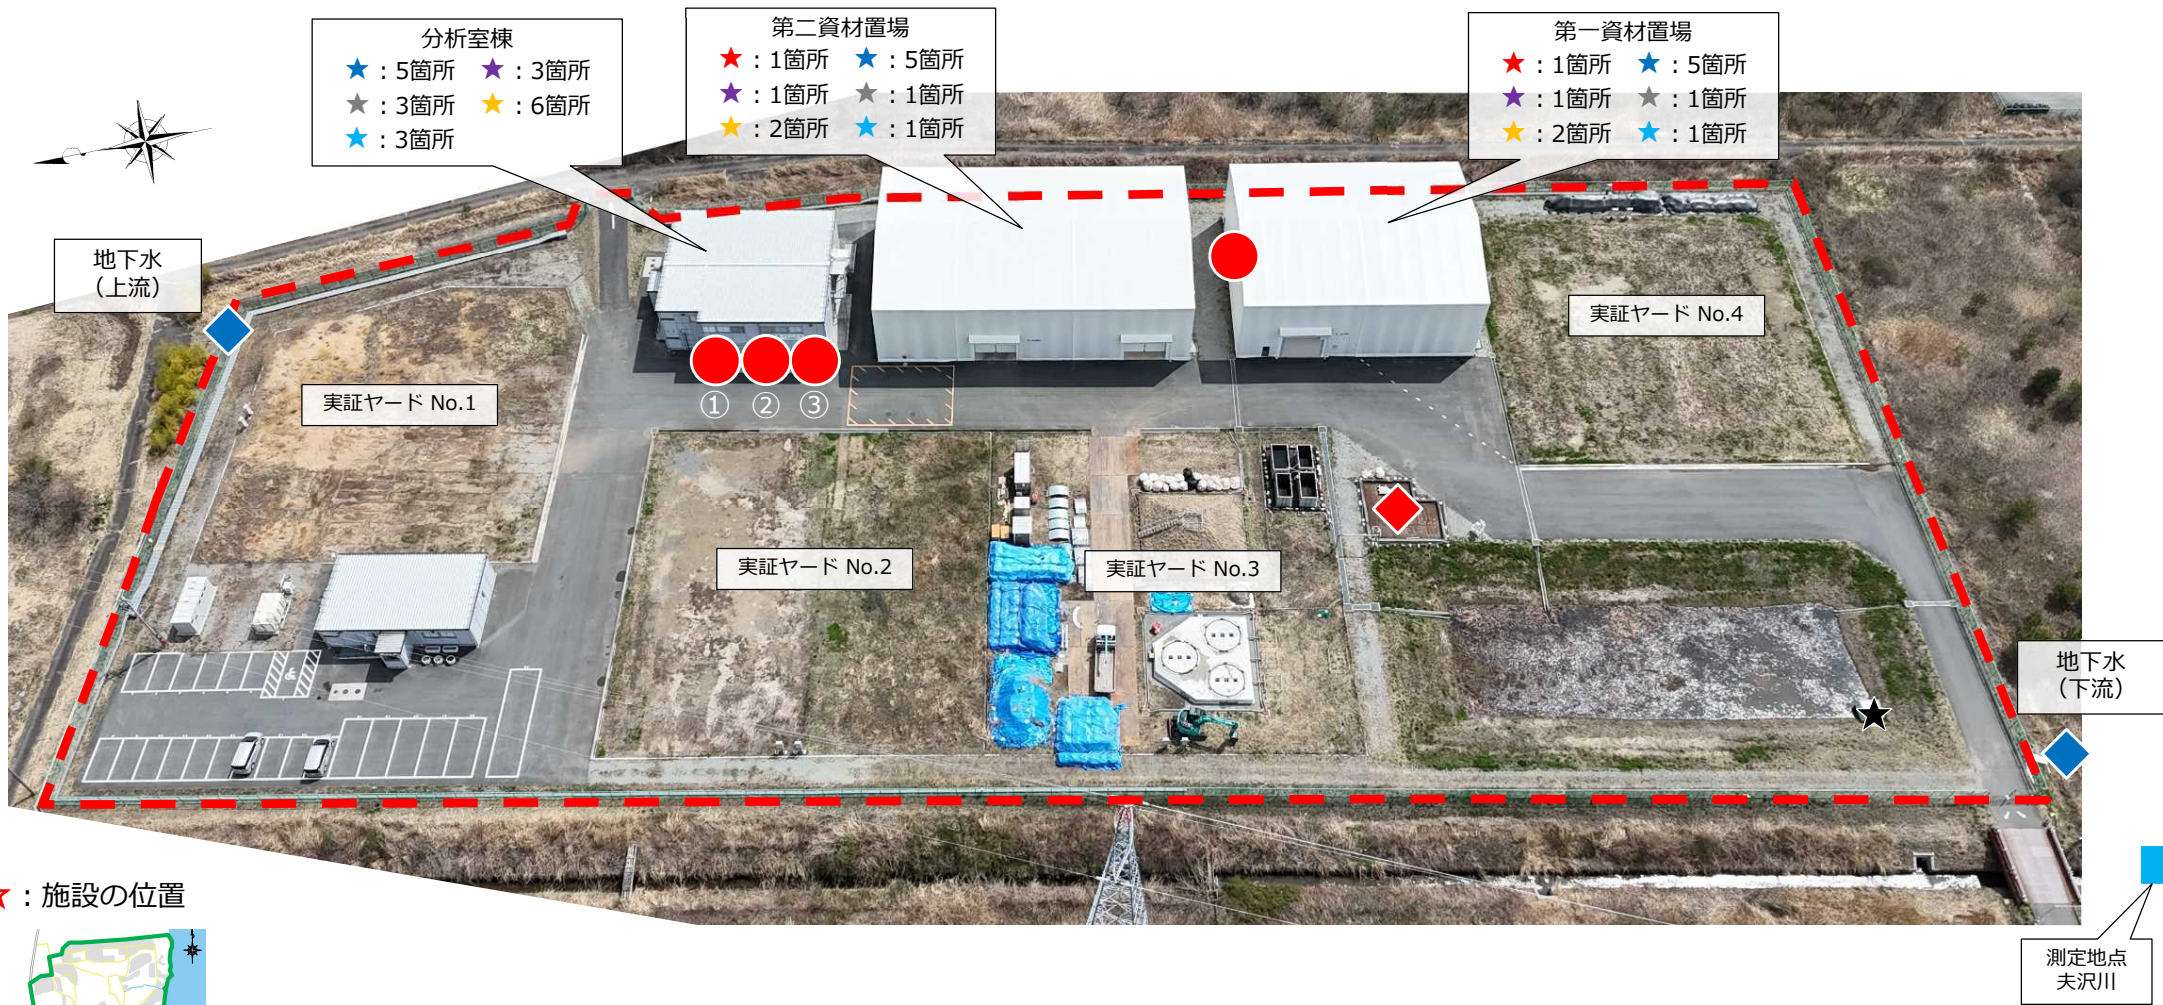 分析室棟
★：5箇所 ★：3箇所
★：3箇所 ★：6箇所
★：3箇所
第二資材置場
★：1箇所 ★：5箇所
★：1箇所 ★：1箇所
★：2箇所 ★：1箇所
第一資材置場
★：1箇所 ★：5箇所
★：1箇所 ★：1箇所
★：2箇所 ★：1箇所
地下水
（上流）
実証ヤード No.4
実証ヤード No.1
① ② ③
実証ヤード No.2
実証ヤード No.3
地下水
（下流）
★：施設の位置
測定地点
夫沢川